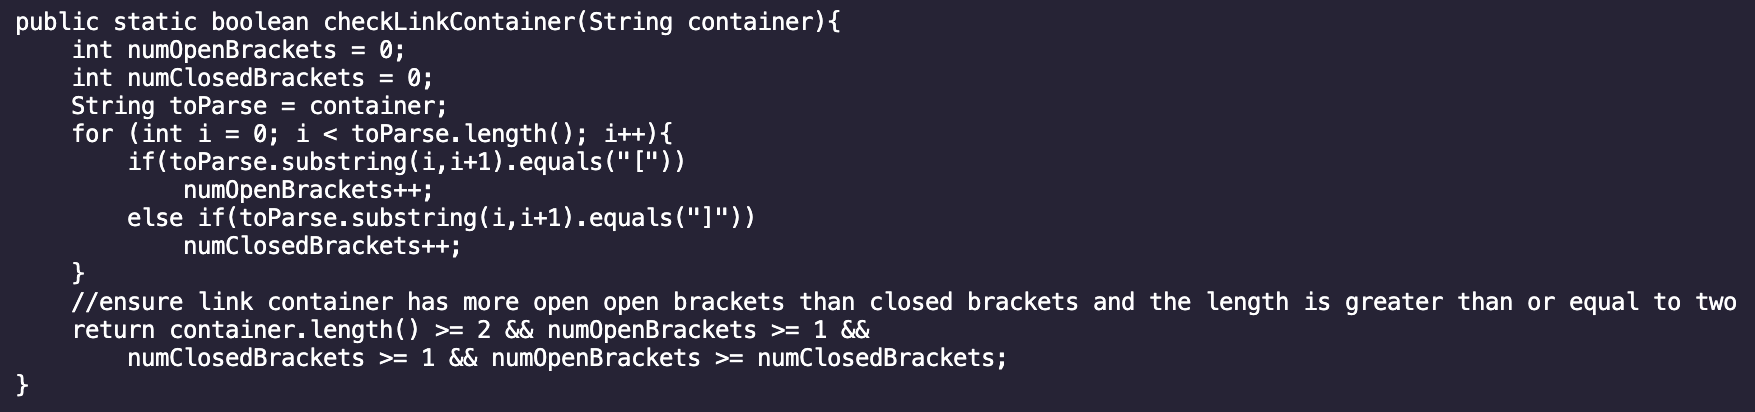 public static boolean checkLinkContainer(String container){
    int numOpenBrackets = 0;
    int numClosedBrackets = 0;
    String toParse = container;
    for (int i = 0; i < toParse.length(); i++){
        if(toParse.substring(i,i+1).equals("["))
            numOpenBrackets++;
        else if(toParse.substring(i,i+1).equals("]"))
            numClosedBrackets++;
    }
    //ensure link container has more open open brackets than closed brackets and the length is greater than or equal to two
    return container.length() >= 2 && numOpenBrackets >= 1 &&
        numClosedBrackets >= 1 && numOpenBrackets >= numClosedBrackets;
}